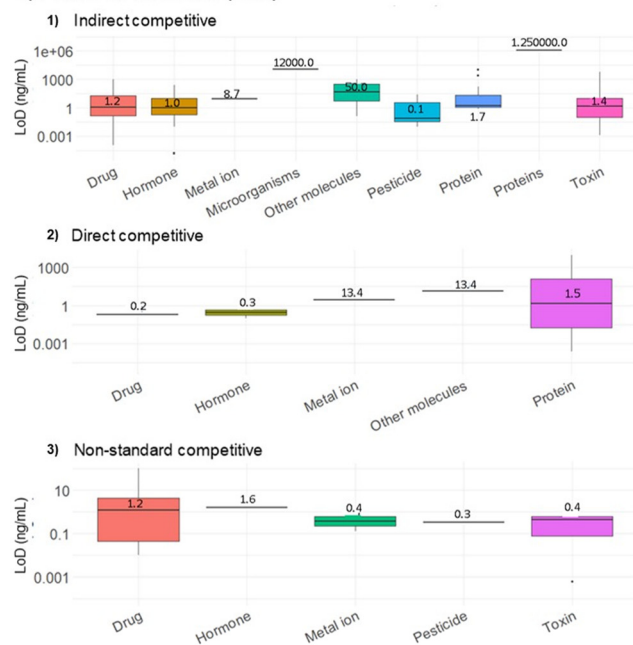 1) Indirect competitive
LoD (ng/mL)
1e+06
1000
1
0.001
1.2
1.0
8.7
12000.0
50.0
0.1
1.7
1.250000.0
1.4
Drug
Hormone
Metal ion
Microorganisms
Other molecules
Pesticide
Protein
Proteins
Toxin
2) Direct competitive
LoD (ng/mL)
1000
1
0.001
0.2
0.3
13.4
13.4
1.5
Drug
Hormone
Metal ion
Other molecules
Protein
3) Non-standard competitive
LoD (ng/mL)
10
0.1
0.001
1.2
1.6
0.4
0.3
0.4
Drug
Hormone
Metal ion
Pesticide
Toxin